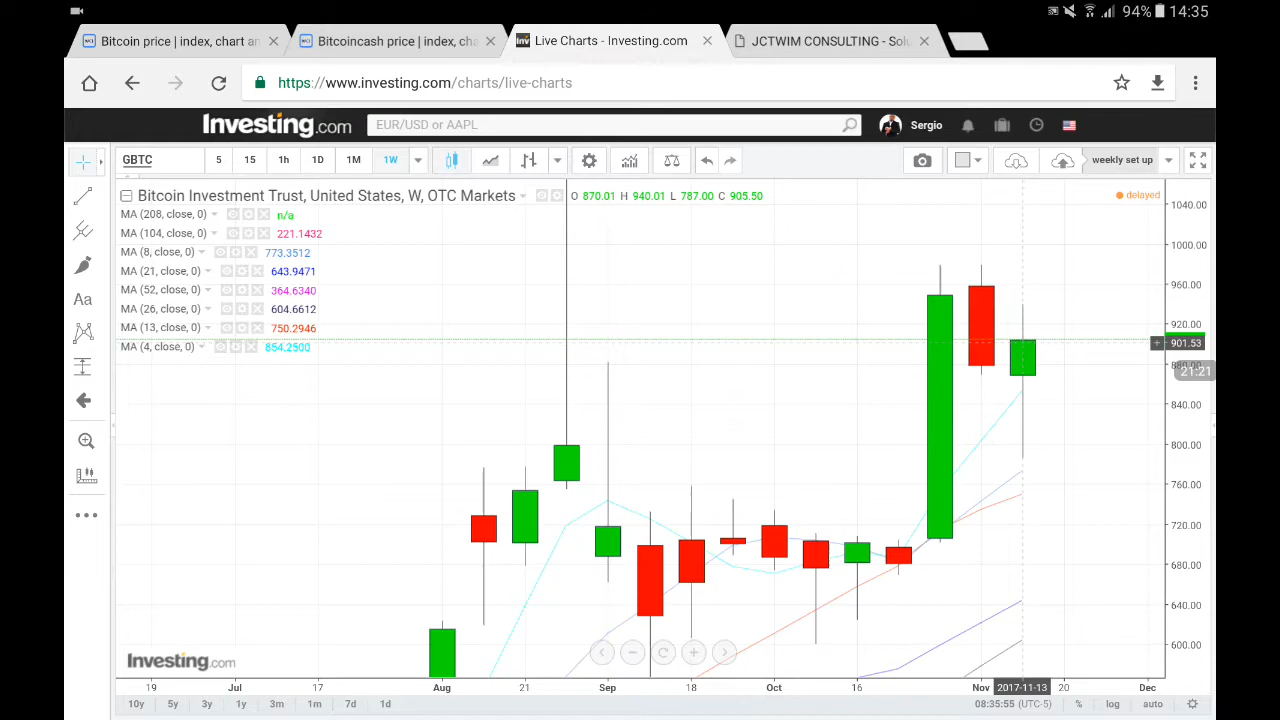 94% 14:35
Bitcoin price | index, chart an Bitcoincash price | index, cha Live Charts - Investing.com JCTWIM CONSULTING - Solu
https://www.investing.com/charts/live-charts
Investing.com EUR/USD or AAPL Sergio
GBTC 5 15 1h 1D 1M 1W weekly set up
Bitcoin Investment Trust, United States, W, OTC Markets O 870.01 H 940.01 L 787.00 C 905.50 delayed
MA (208, close, 0) n/a
MA (104, close, 0) 221.1432
MA (8, close, 0) 773.3512
MA (21, close, 0) 643.9471
MA (52, close, 0) 364.6340
MA (26, close, 0) 604.6612
MA (13, close, 0) 750.2946
MA (4, close, 0) 854.2500
Aa
1040.00
1000.00
960.00
920.00
901.53
880.00
21:21
840.00
800.00
760.00
720.00
680.00
640.00
600.00
Investing.com
19 Jul 17 Aug 21 Sep 18 Oct 16 Nov 2017-11-13 20 Dec
10y 5y 3y 1y 3m 1m 7d 1d 08:35:55 (UTC-5) % log auto